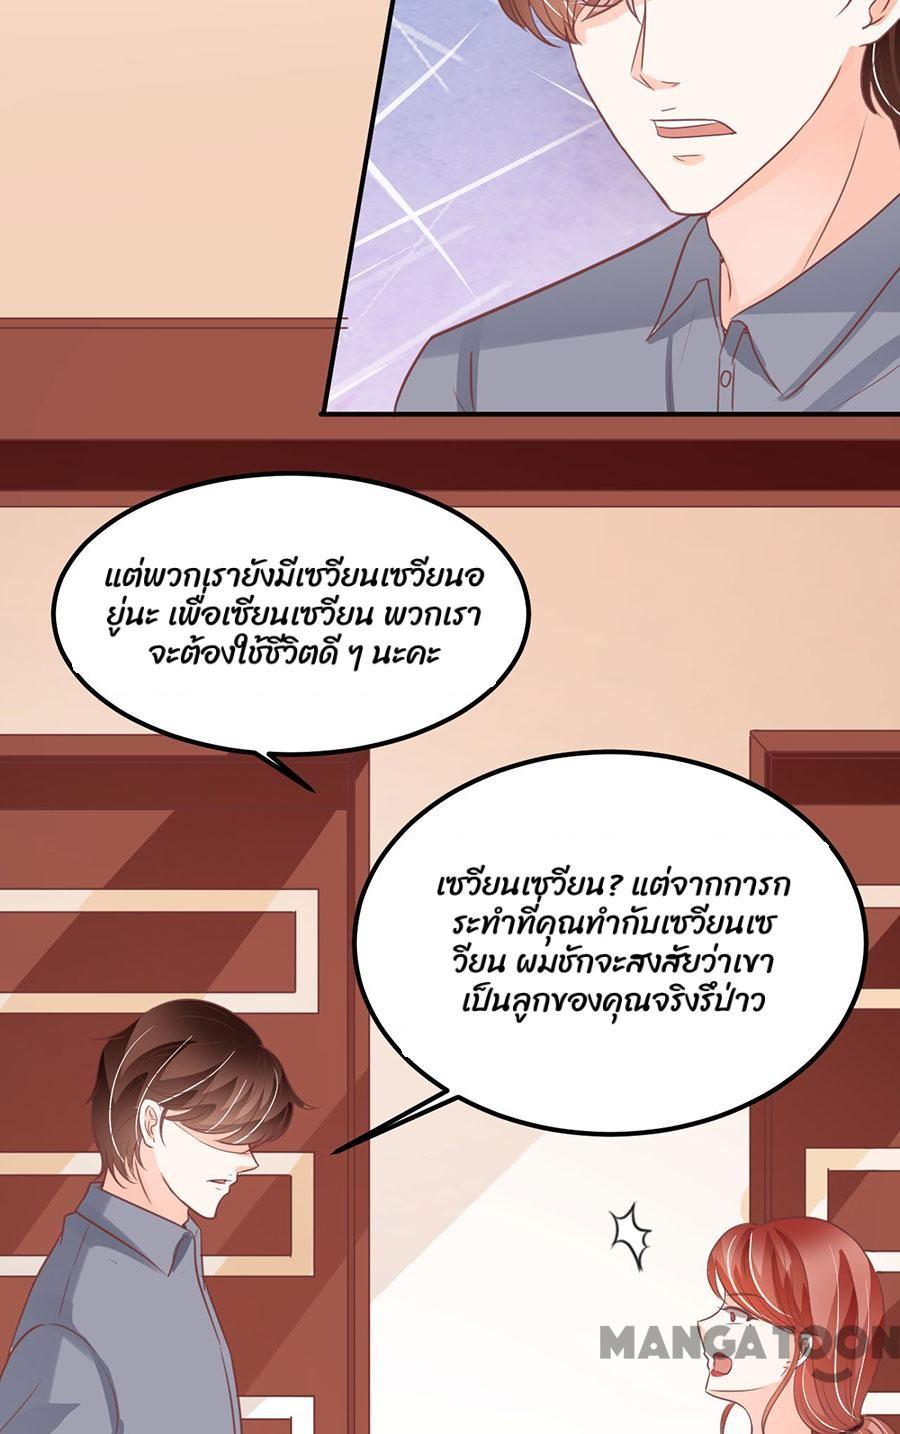 แต่พวกเรายังมีเซวียนเซวียนอ
ยู่นะ เพื่อเซียนเซวียน พวกเรา
จะต้องใช้ชีวิตดี ๆ นะคะ
เซวียนเซวียน? แต่จากการก
ระทำที่คุณทำกับเซวียนเซ
วียน ผมชักจะสงสัยว่าเขา
เป็นลูกของคุณจริงรึป่าว
MANGATOON